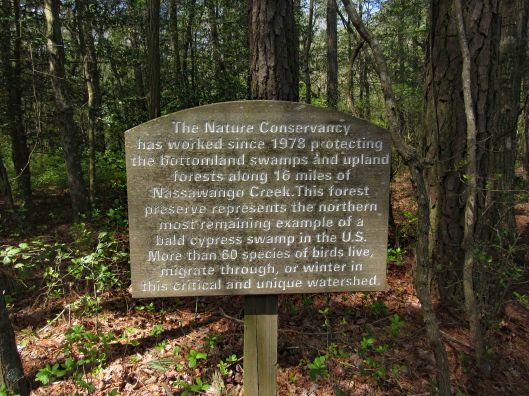 The Nature Conservancy
has worked since 1978 protecting
the bottomland swamps and upland
forests along 16 miles of
Nassawango Creek. This forest
preserve represents the northern
most remaining example of a
bald cypress swamp in the U.S.
More than 60 species of birds live,
migrate through, or winter in
this critical and unique watershed.